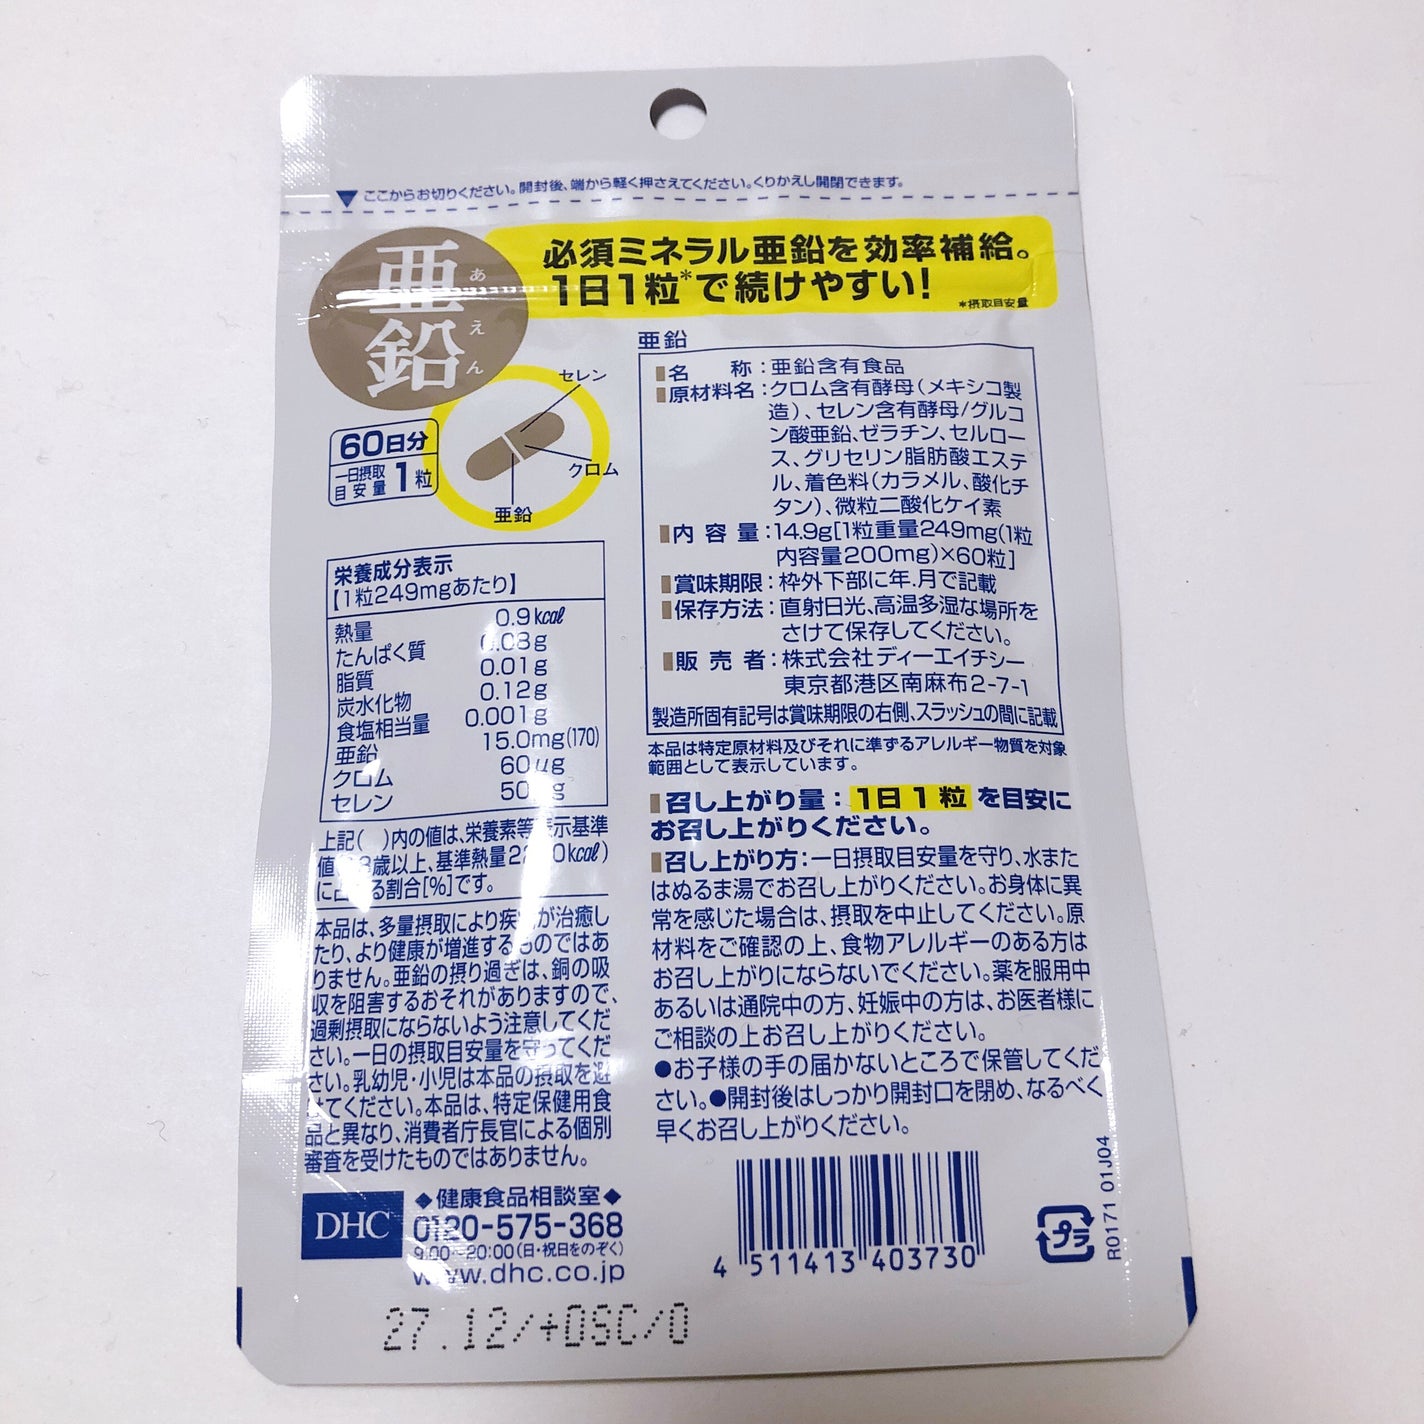 ここからお切りください。開封後、端から軽く押さえてください。くりかえし開閉できます。
亜鉛
あえん
必須ミネラル亜鉛を効率補給。
1日1粒*で続けやすい!
*摂取目安量
セレン
クロム
亜鉛
60日分
一日摂取
目安量 1粒
栄養成分表示
【1粒249mgあたり】
熱量 0.9kcal
たんぱく質 0.08g
脂質 0.01g
炭水化物 0.12g
食塩相当量 0.001g
亜鉛 15.0mg(170)
クロム 60μg
セレン 50 g
上記( )内の値は、栄養素等表示基準
値 歳以上、基準熱量2 0kcal)
に占める割合[%]です。
本品は、多量摂取により疾病が治癒し
たり、より健康が増進するものではあ
りません。亜鉛の摂り過ぎは、銅の吸
収を阻害するおそれがありますので、
過剰摂取にならないよう注意してくだ
さい。一日の摂取目安量を守ってくだ
さい。乳幼児・小児は本品の摂取を避
けてください。本品は、特定保健用食
品と異なり、消費者庁長官による個別
審査を受けたものではありません。
DHC
◆健康食品相談室◆
0120-575-368
9:00~20:00(日・祝日をのぞく)
www.dhc.co.jp
27.12/+OSC/O
亜鉛
名称:亜鉛含有食品
原材料名:クロム含有酵母(メキシコ製
造)、セレン含有酵母/グルコ
ン酸亜鉛、ゼラチン、セルロー
ス、グリセリン脂肪酸エステ
ル、着色料(カラメル、酸化チ
タン)、微粒二酸化ケイ素
内容量:14.9g[1粒重量249mg(1粒
内容量200mg)×60粒]
賞味期限:枠外下部に年.月で記載
保存方法:直射日光、高温多湿な場所を
さけて保存してください。
販売者:株式会社ディーエイチシー
東京都港区南麻布2-7-1
製造所固有記号は賞味期限の右側、スラッシュの間に記載
本品は特定原材料及びそれに準ずるアレルギー物質を対象
範囲として表示しています。
召し上がり量:1日1粒を目安に
お召し上がりください。
召し上がり方:一日摂取目安量を守り、水また
はぬるま湯でお召し上がりください。お身体に異
常を感じた場合は、摂取を中止してください。原
材料をご確認の上、食物アレルギーのある方は
お召し上がりにならないでください。薬を服用中
あるいは通院中の方、妊娠中の方は、お医者様に
ご相談の上お召し上がりください。
●お子様の手の届かないところで保管してくだ
さい。●開封後はしっかり開封口を閉め、なるべく
早くお召し上がりください。
4 511413 403730
プラ
R0171 01J04